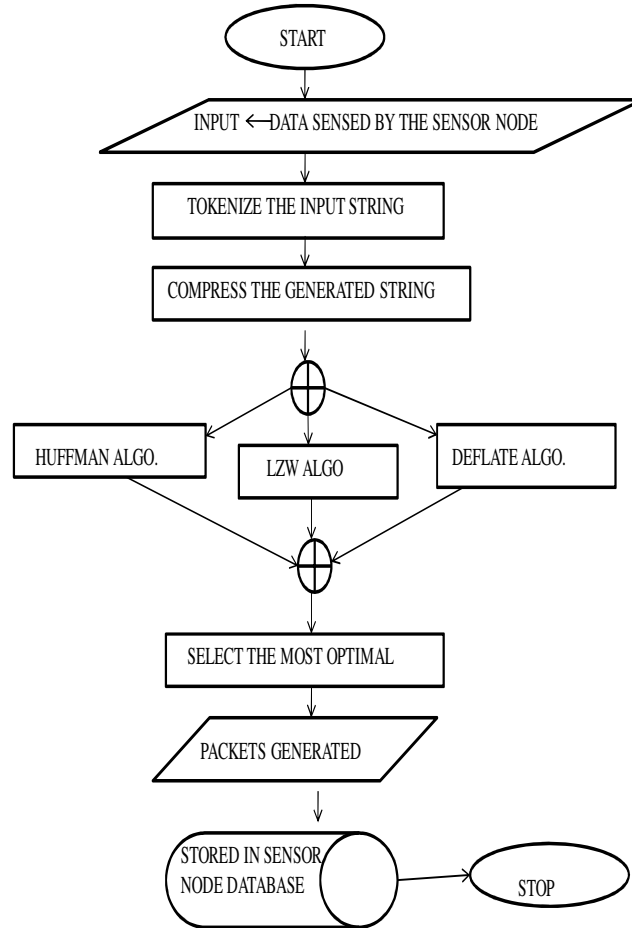 START
INPUT ← DATA SENSED BY THE SENSOR NODE
TOKENIZE THE INPUT STRING
COMPRESS THE GENERATED STRING
HUFFMAN ALGO.
LZW ALGO
DEFLATE ALGO.
SELECT THE MOST OPTIMAL
PACKETS GENERATED
STORED IN SENSOR
NODE DATABASE
STOP